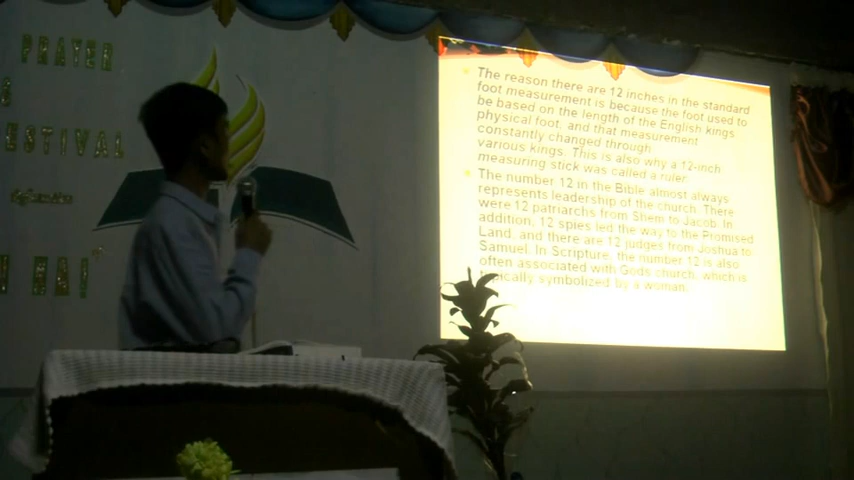 PRAYER
ESTIVAL
The reason there are 12 inches in the standard
foot measurement is because the foot used to
be based on the length of the English kings
physical foot, and that measurement
constantly changed through
various kings. This is also why a 12-inch
measuring stick was called a ruler.
The number 12 in the Bible almost always
represents leadership of the church. There
were 12 patriarchs from Shem to Jacob. In
addition, 12 spies led the way to the Promised
Land, and there are 12 judges from Joshua to
Samuel. In Scripture, the number 12 is also
often associated with Gods church, which is
typically symbolized by a woman.